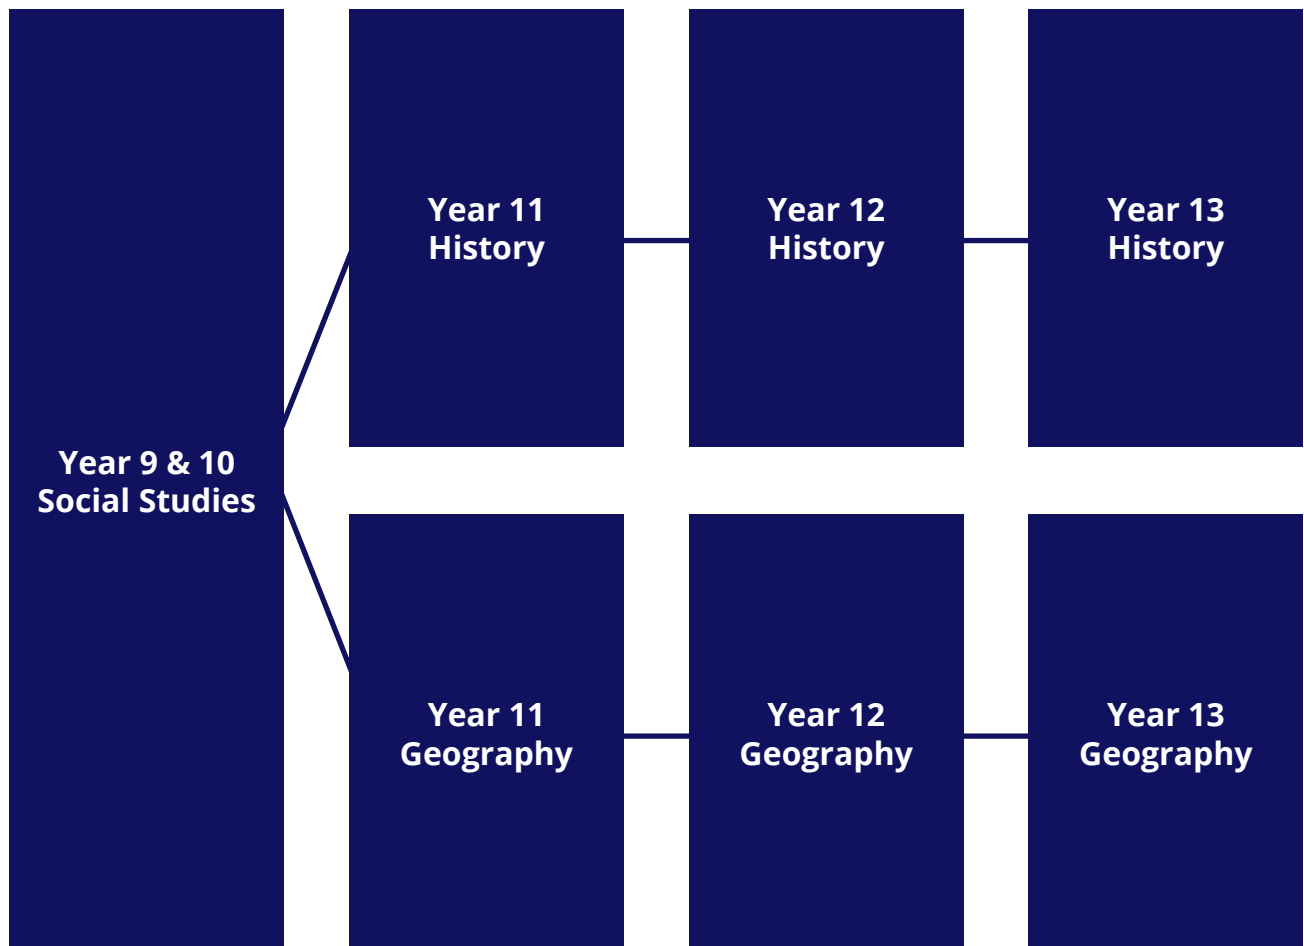 Year 9 & 10
Social Studies
Year 11
History
Year 12
History
Year 13
History
Year 11
Geography
Year 12
Geography
Year 13
Geography